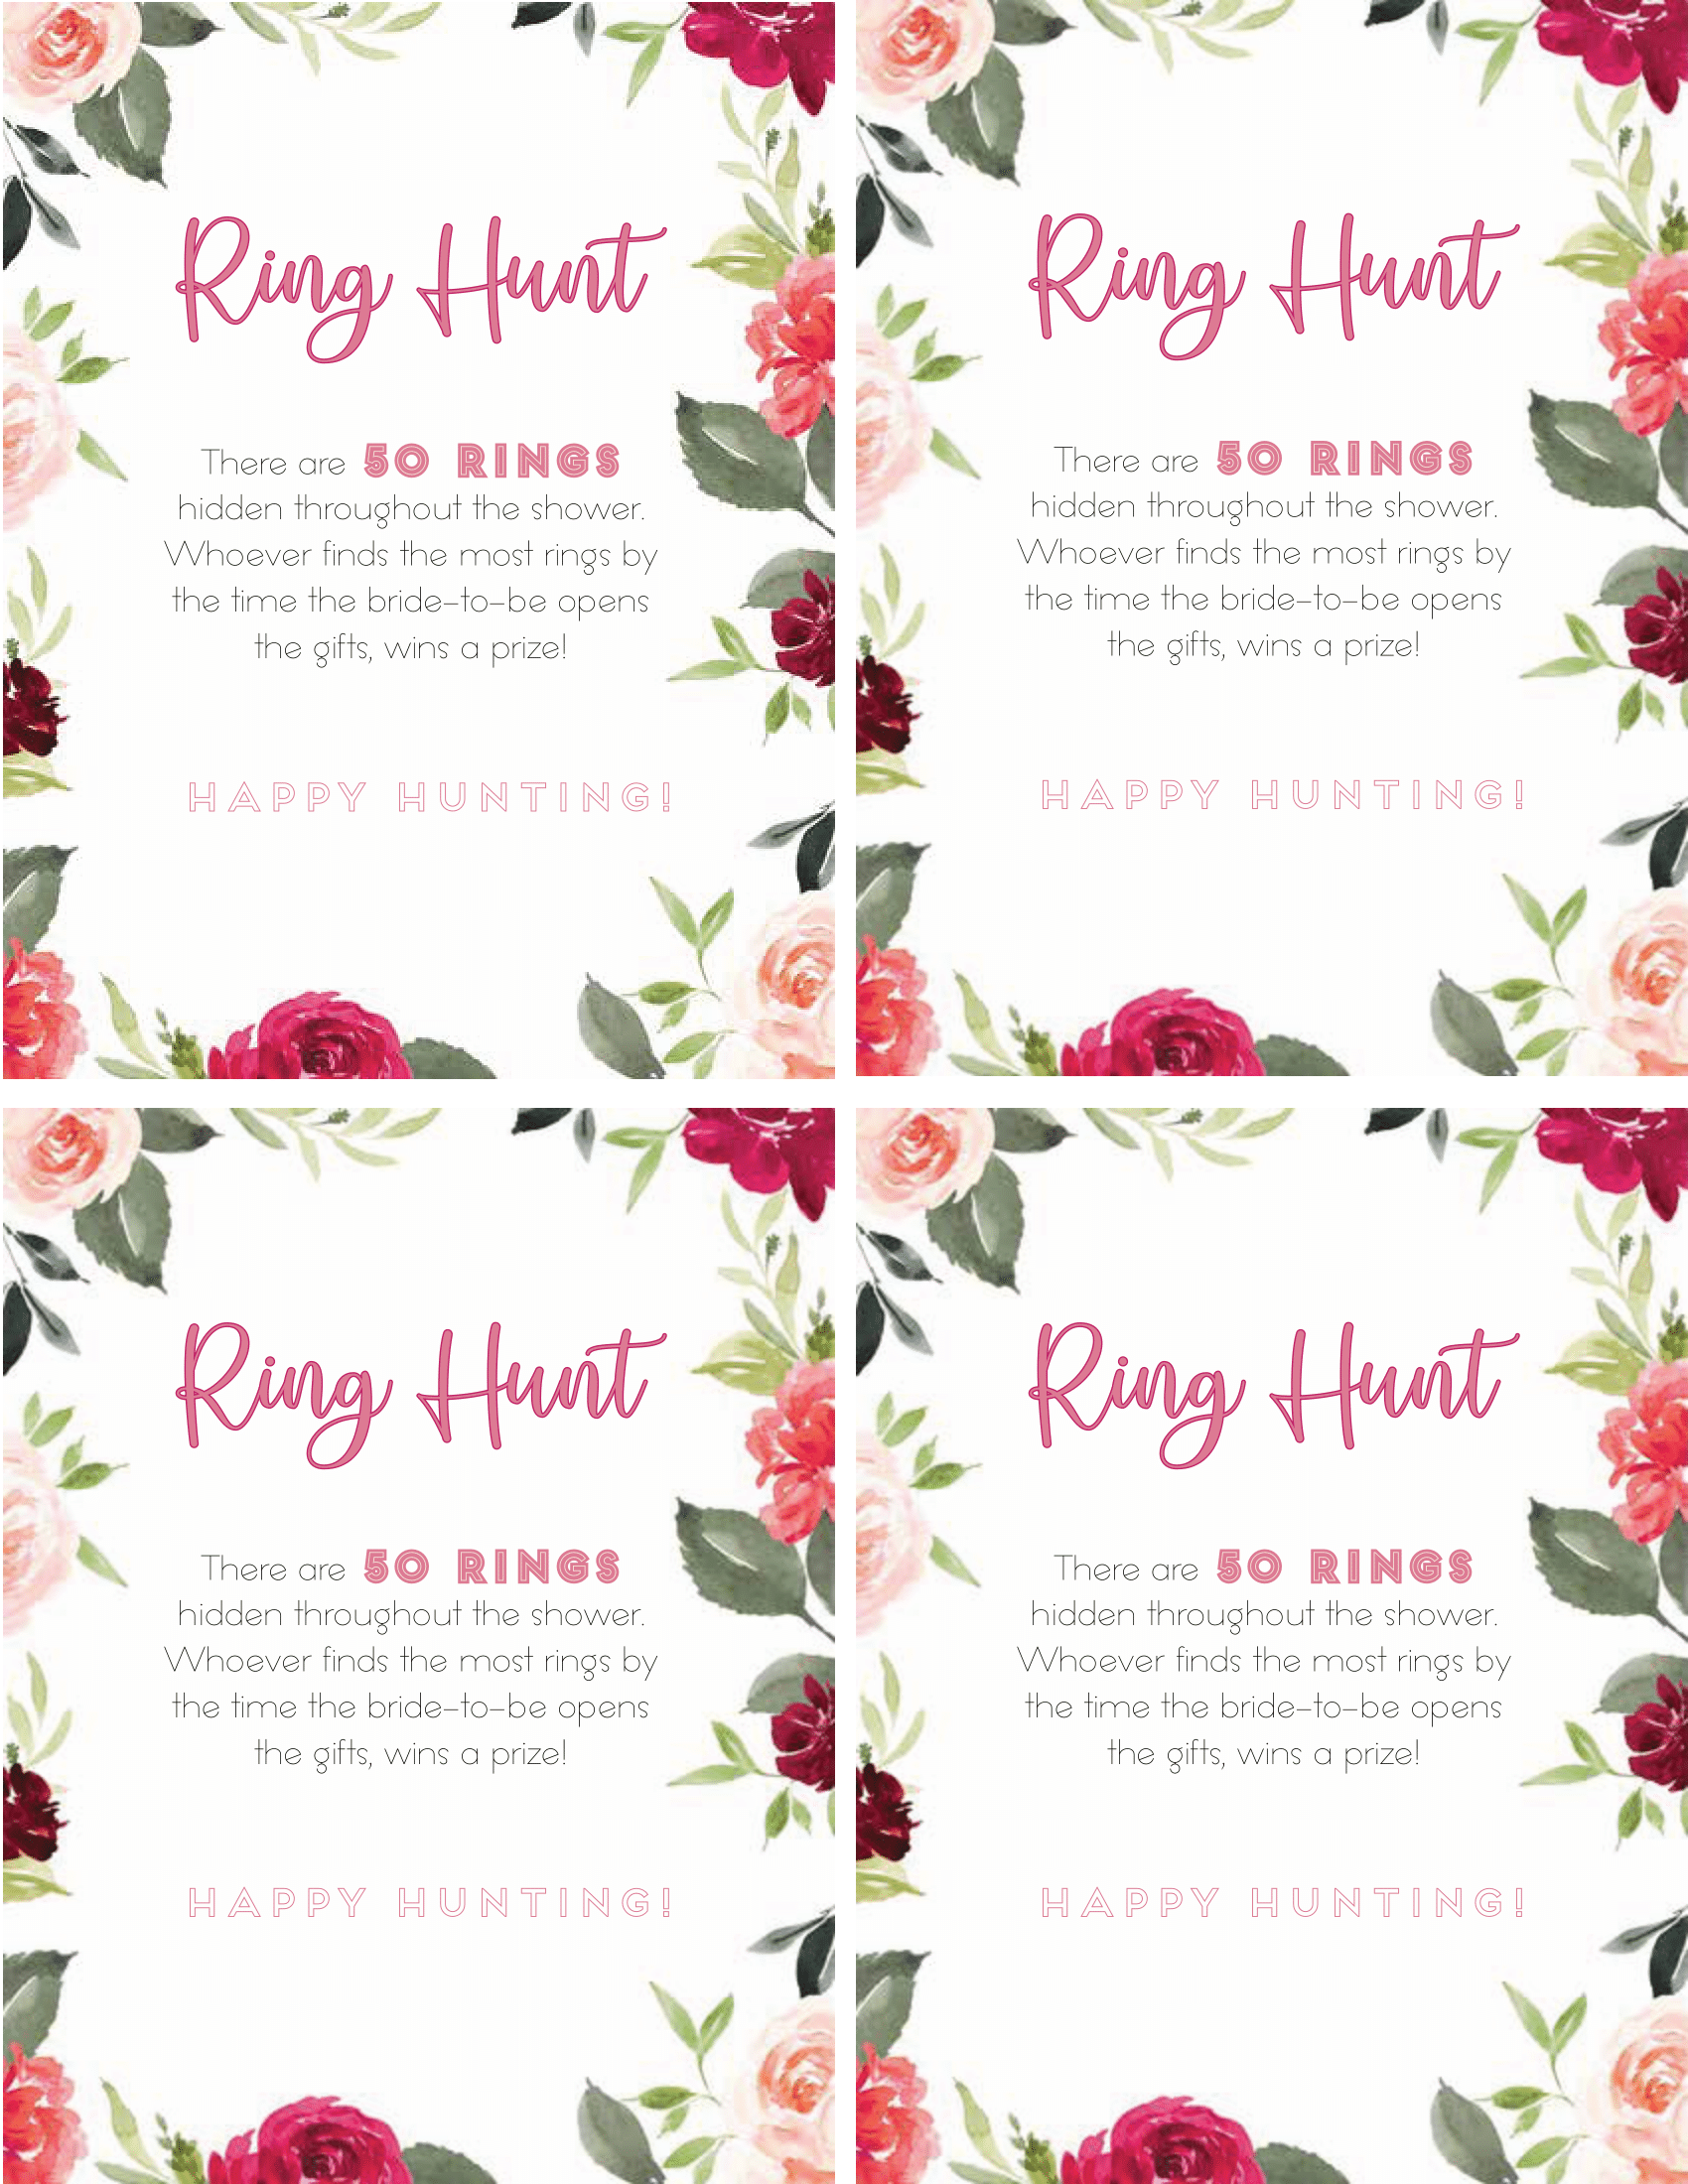 Ring Hunt
There are 50 RINGS
hidden throughout the shower.
Whoever finds the most rings by
the time the bride-to-be opens
the gifts, wins a prize!
HAPPY HUNTING!
Ring Hunt
There are 50 RINGS
hidden throughout the shower.
Whoever finds the most rings by
the time the bride-to-be opens
the gifts, wins a prize!
HAPPY HUNTING!
Ring Hunt
There are 50 RINGS
hidden throughout the shower.
Whoever finds the most rings by
the time the bride-to-be opens
the gifts, wins a prize!
HAPPY HUNTING!
Ring Hunt
There are 50 RINGS
hidden throughout the shower.
Whoever finds the most rings by
the time the bride-to-be opens
the gifts, wins a prize!
HAPPY HUNTING!